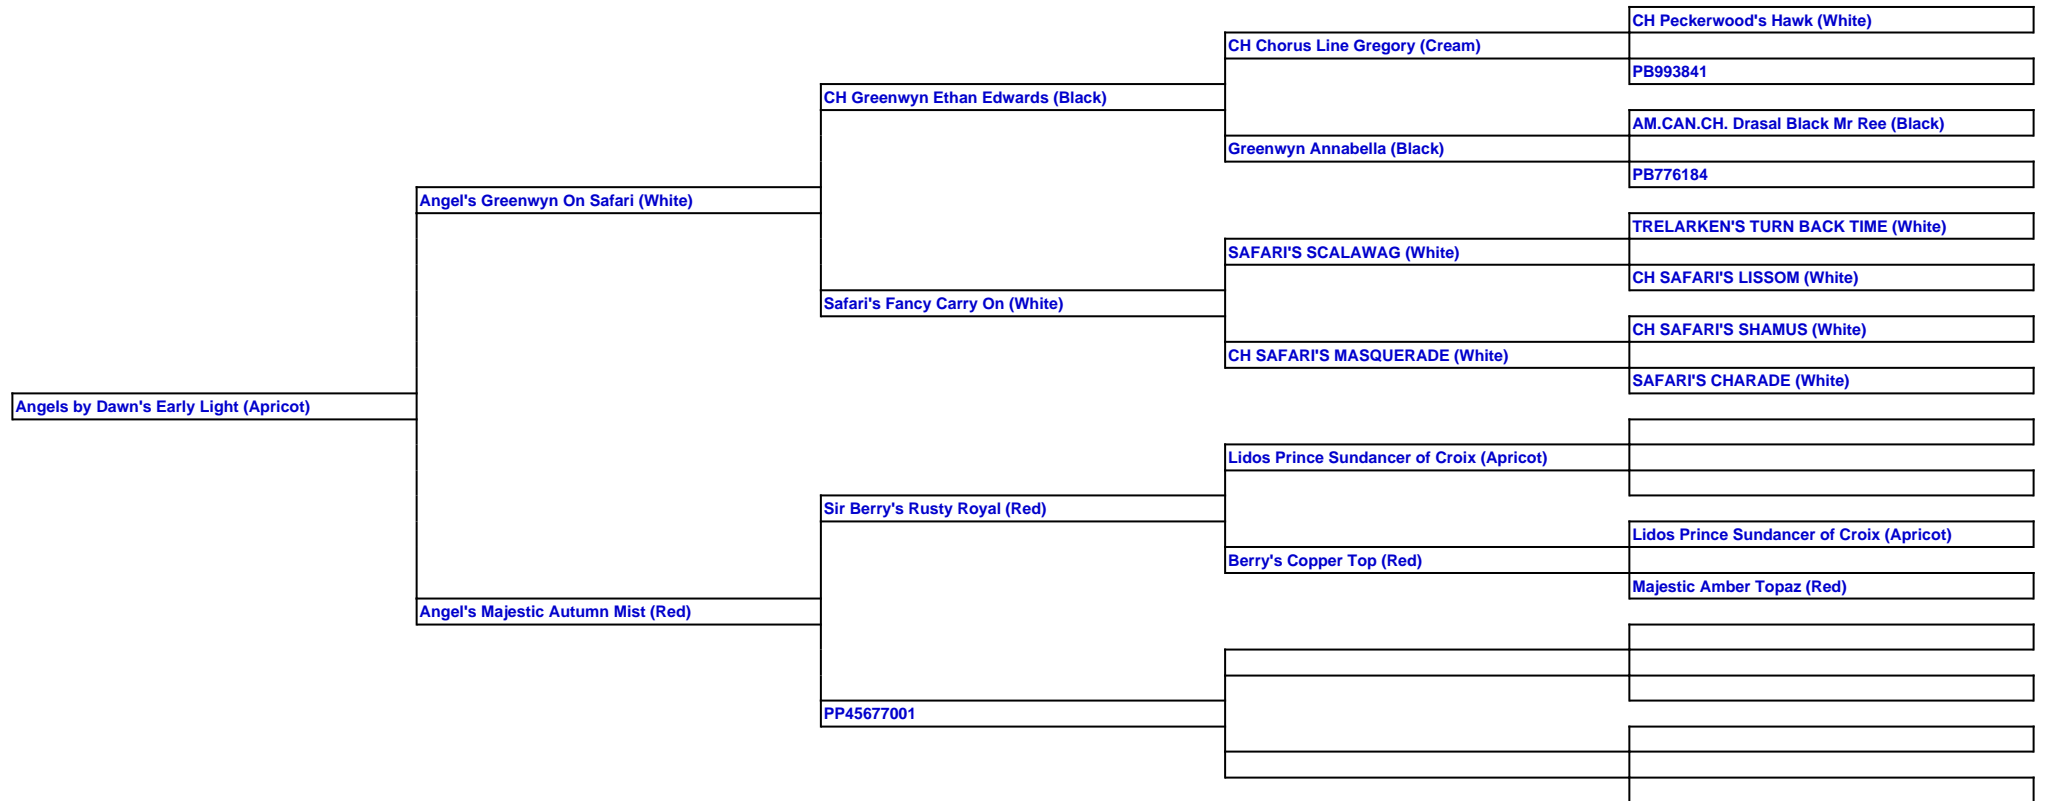 CH Peckerwood's Hawk (White)
CH Chorus Line Gregory (Cream)
PB993841
CH Greenwyn Ethan Edwards (Black)
AM.CAN.CH. Drasal Black Mr Ree (Black)
Greenwyn Annabella (Black)
PB776184
Angel's Greenwyn On Safari (White)
TRELARKEN'S TURN BACK TIME (White)
SAFARI'S SCALAWAG (White)
CH SAFARI'S LISSOM (White)
Safari's Fancy Carry On (White)
CH SAFARI'S SHAMUS (White)
CH SAFARI'S MASQUERADE (White)
SAFARI'S CHARADE (White)
Angels by Dawn's Early Light (Apricot)
Lidos Prince Sundancer of Croix (Apricot)
Sir Berry's Rusty Royal (Red)
Lidos Prince Sundancer of Croix (Apricot)
Berry's Copper Top (Red)
Majestic Amber Topaz (Red)
Angel's Majestic Autumn Mist (Red)
PP45677001